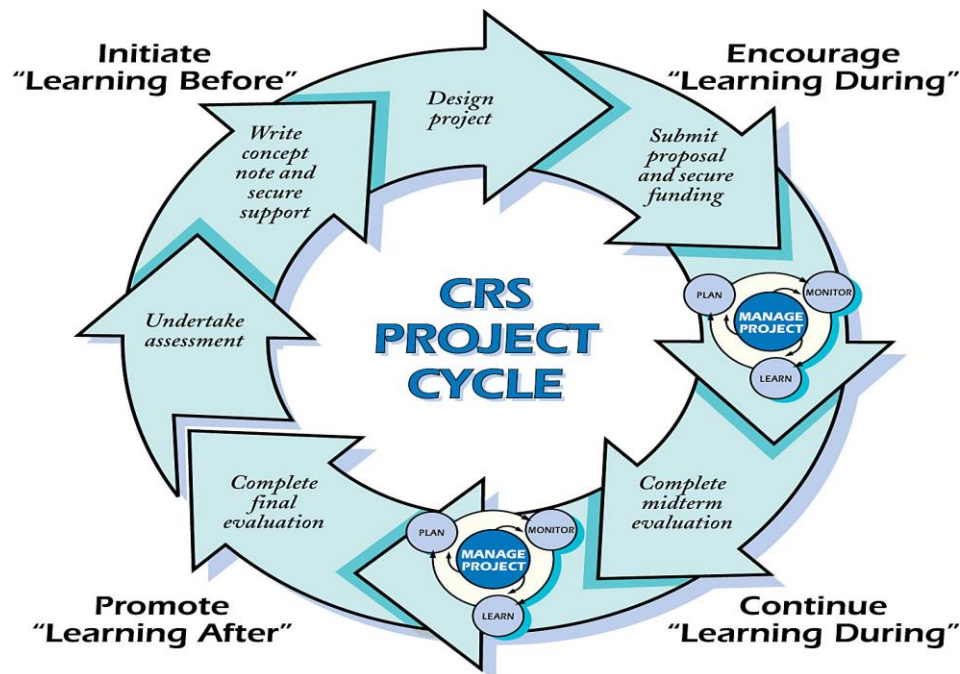 Initiate
"Learning Before"
Encourage
"Learning During"
Design
project
Write
concept
note and
secure
support
Submit
proposal
and secure
funding
CRS
PROJECT
CYCLE
PLAN
MONITOR
MANAGE
PROJECT
LEARN
Undertake
assessment
Complete
final
evaluation
Complete
midterm
evaluation
PLAN
MONITOR
MANAGE
PROJECT
LEARN
Promote
"Learning After"
Continue
"Learning During"